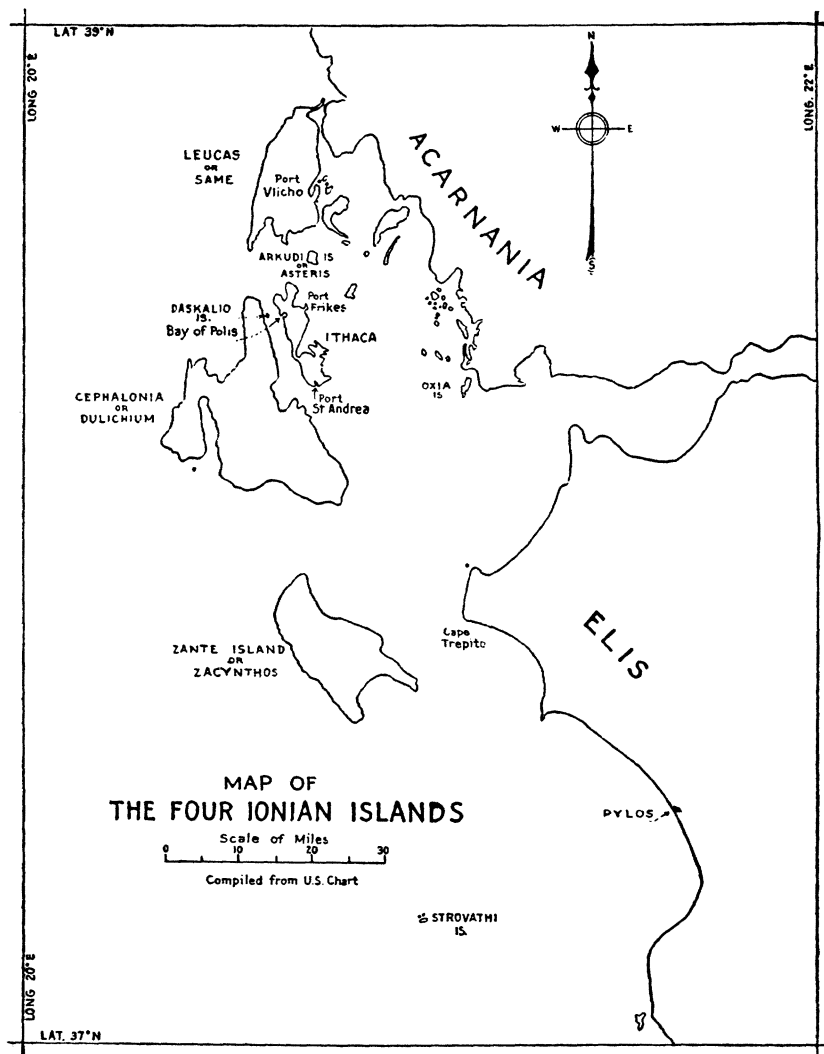 LAT 39°N
LONG 20°E
LONG. 22°E
N
W
E
S
ACARNANIA
LEUCAS
OR
SAME
Port
Vlicho
ARKUDI IS
OR
ASTERIS
DASKALIO
IS.
Bay of Polis
Port
Frikes
ITHACA
CEPHALONIA
OR
DULICHIUM
Port
St Andrea
OXIA
IS
Cape
Trepito
ELIS
ZANTE ISLAND
OR
ZACYNTHOS
MAP OF
THE FOUR IONIAN ISLANDS
Scale of Miles
0 10 20 30
Compiled from U.S. Chart
PYLOS
STROVATHI
IS.
LONG 20°E
LAT. 37°N